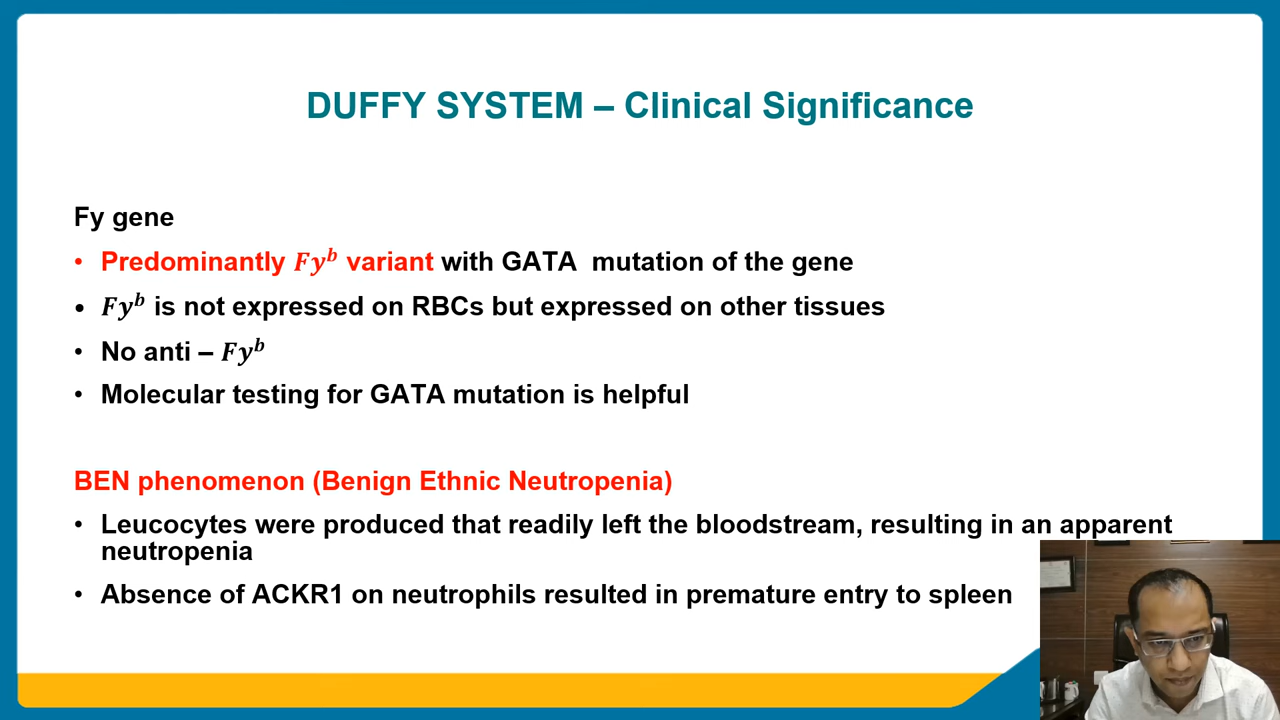 DUFFY SYSTEM – Clinical Significance
Fy gene
• Predominantly Fyᵇ variant with GATA mutation of the gene
• Fyᵇ is not expressed on RBCs but expressed on other tissues
• No anti – Fyᵇ
• Molecular testing for GATA mutation is helpful
BEN phenomenon (Benign Ethnic Neutropenia)
• Leucocytes were produced that readily left the bloodstream, resulting in an apparent
neutropenia
• Absence of ACKR1 on neutrophils resulted in premature entry to spleen